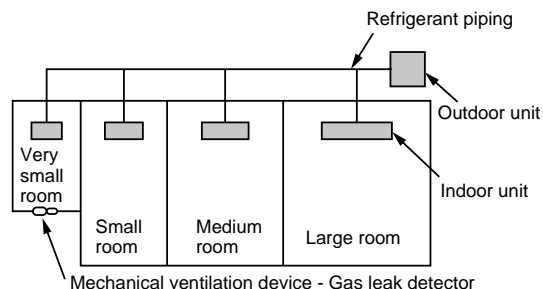 Refrigerant piping
Outdoor unit
Indoor unit
Very
small
room
Small
room
Medium
room
Large room
Mechanical ventilation device - Gas leak detector